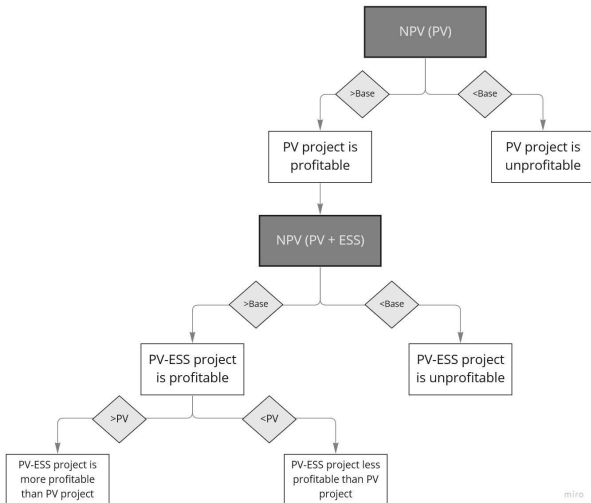 NPV (PV)
>Base
<Base
PV project is
profitable
PV project is
unprofitable
NPV (PV + ESS)
>Base
<Base
PV-ESS project
is profitable
PV-ESS project
is unprofitable
>PV
<PV
PV-ESS project is
more profitable
than PV project
PV-ESS project less
profitable than PV
project
miro